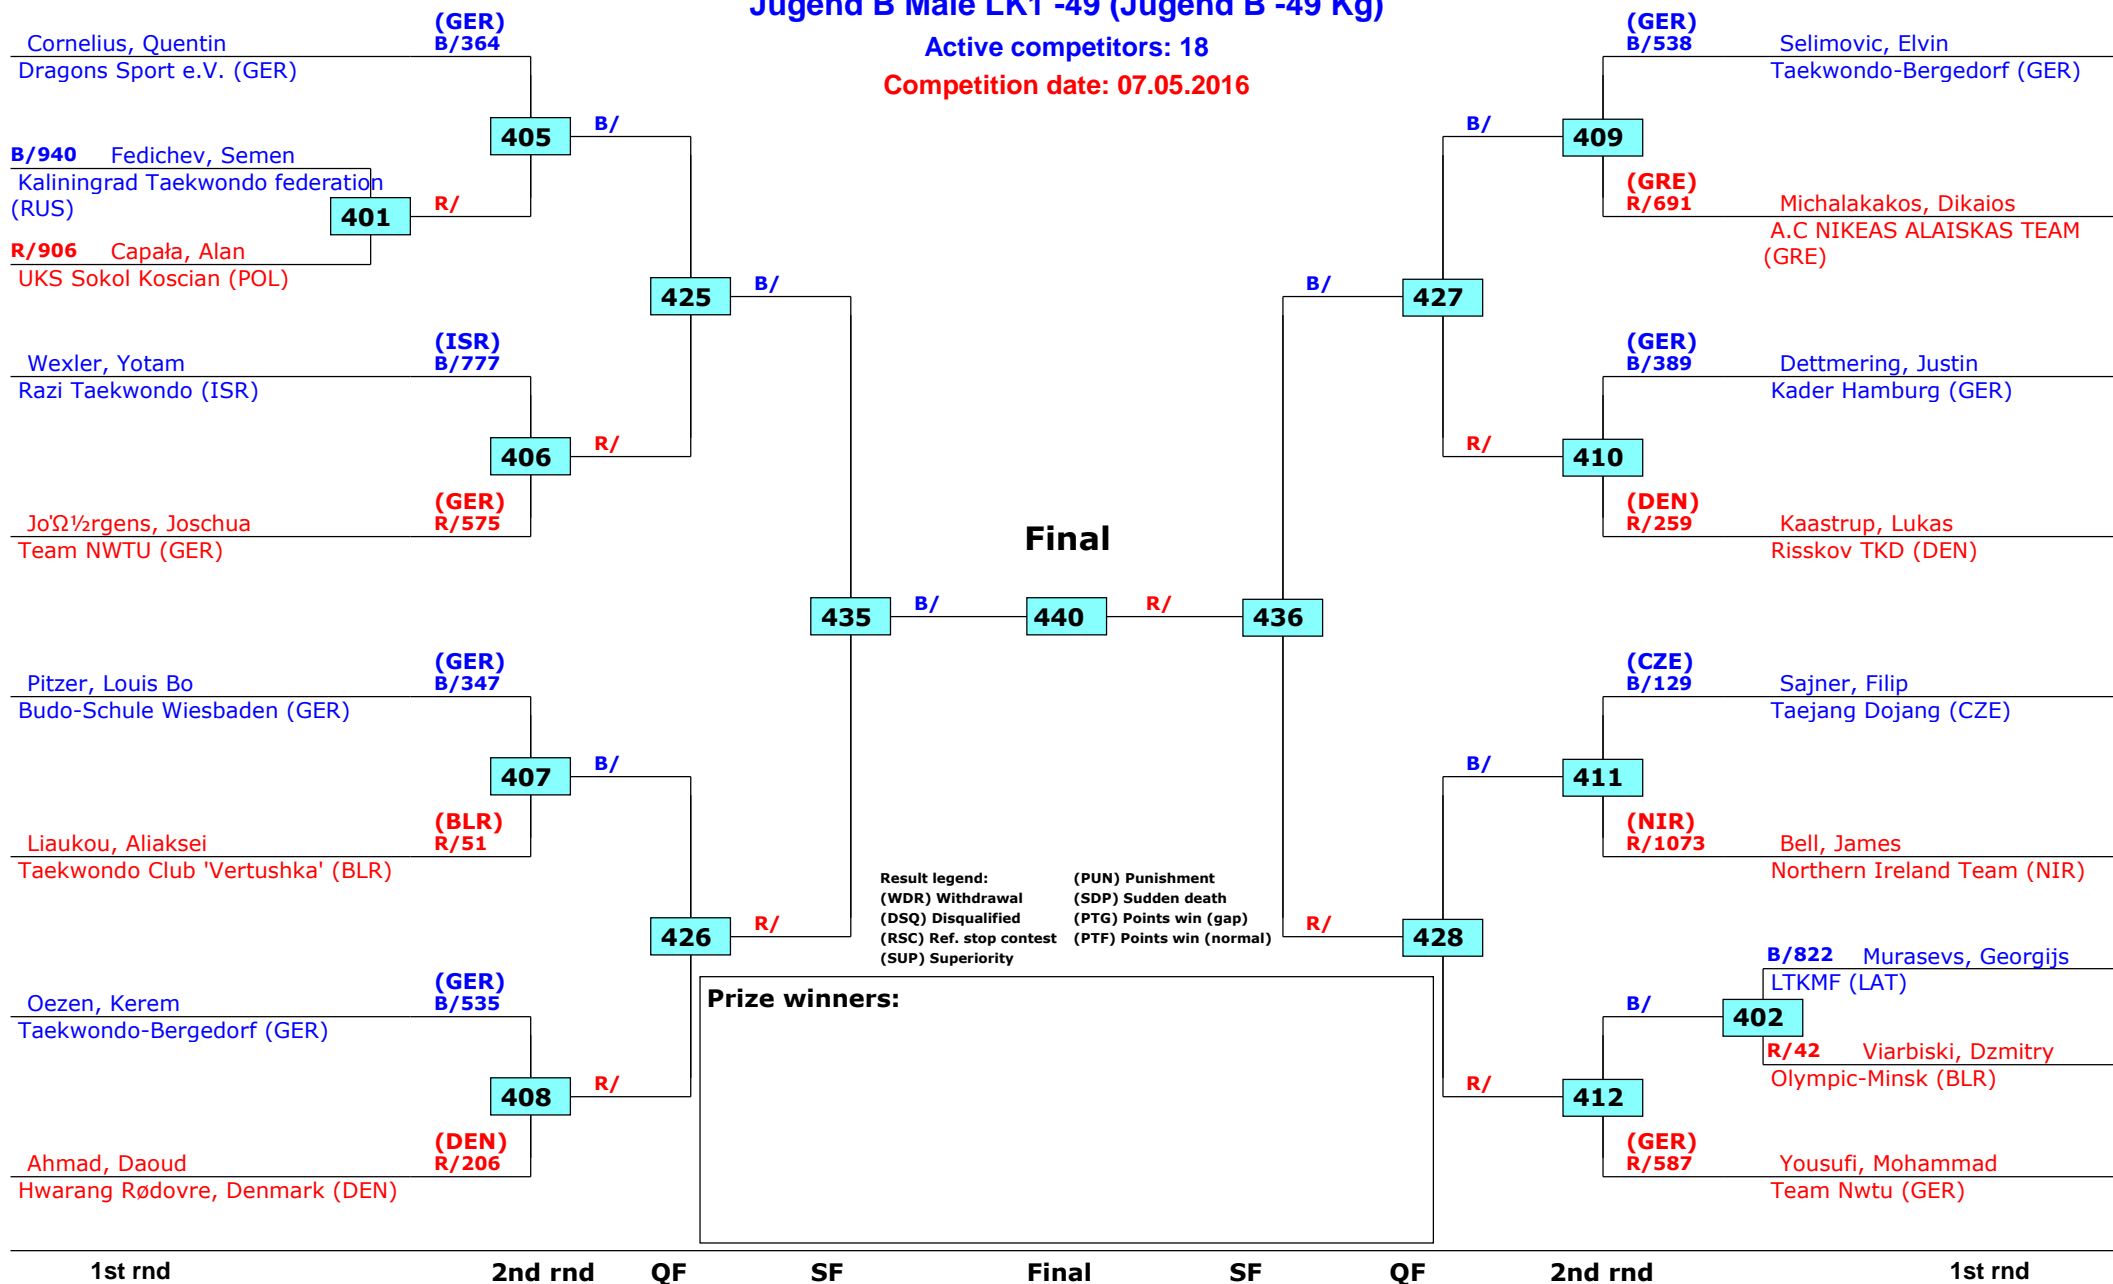 Jugend B Male LK1 -49 (Jugend B -49 Kg)
Active competitors: 18
Competition date: 07.05.2016
(GER)
Cornelius, Quentin B/364
Dragons Sport e.V. (GER)
405
B/
B/940 Fedichev, Semen
Kaliningrad Taekwondo federation
(RUS)
401
R/
R/906 Capała, Alan
UKS Sokol Koscian (POL)
425
B/
(ISR)
Wexler, Yotam B/777
Razi Taekwondo (ISR)
406
R/
(GER)
Jo'Ω½rgens, Joschua R/575
Team NWTU (GER)
435
B/
(GER)
Pitzer, Louis Bo B/347
Budo-Schule Wiesbaden (GER)
407
B/
(BLR)
Liaukou, Aliaksei R/51
Taekwondo Club 'Vertushka' (BLR)
426
R/
(GER)
Oezen, Kerem B/535
Taekwondo-Bergedorf (GER)
408
R/
(DEN)
Ahmad, Daoud R/206
Hwarang Rødovre, Denmark (DEN)
Final
440
R/
436
(GER)
B/538 Selimovic, Elvin
Taekwondo-Bergedorf (GER)
B/
409
(GRE)
R/691 Michalakakos, Dikaios
A.C NIKEAS ALAISKAS TEAM
(GRE)
B/
427
(GER)
B/389 Dettmering, Justin
Kader Hamburg (GER)
R/
410
(DEN)
R/259 Kaastrup, Lukas
Risskov TKD (DEN)
(CZE)
B/129 Sajner, Filip
Taejang Dojang (CZE)
B/
411
(NIR)
R/1073 Bell, James
Northern Ireland Team (NIR)
R/
428
B/822 Murasevs, Georgijs
LTKMF (LAT)
B/
402
R/42 Viarbiski, Dzmitry
Olympic-Minsk (BLR)
R/
412
(GER)
R/587 Yousufi, Mohammad
Team Nwtu (GER)
Result legend: (PUN) Punishment
(WDR) Withdrawal (SDP) Sudden death
(DSQ) Disqualified (PTG) Points win (gap)
(RSC) Ref. stop contest (PTF) Points win (normal)
(SUP) Superiority
Prize winners:
1st rnd 2nd rnd QF SF Final SF QF 2nd rnd 1st rnd